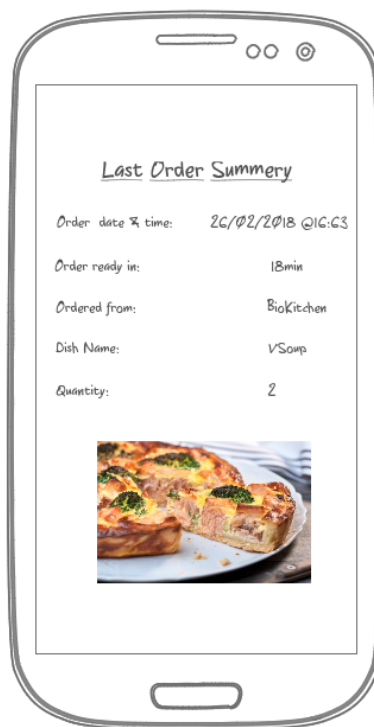 Last Order Summery
Order date & time: 26/02/2018 @16:63
Order ready in: 18min
Ordered from: BioKitchen
Dish Name: VSoup
Quantity: 2